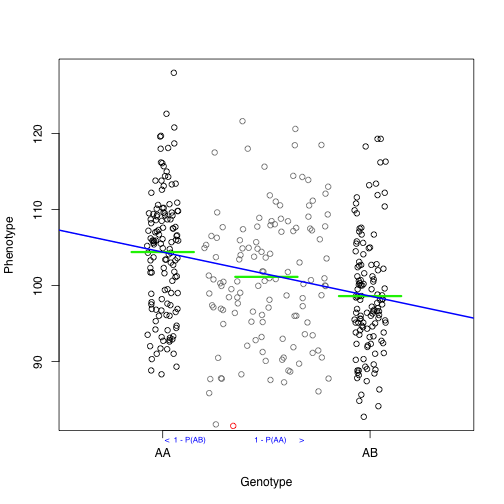 Phenotype
120
110
100
90
< 1 - P(AB) 1 - P(AA) >
AA AB
Genotype